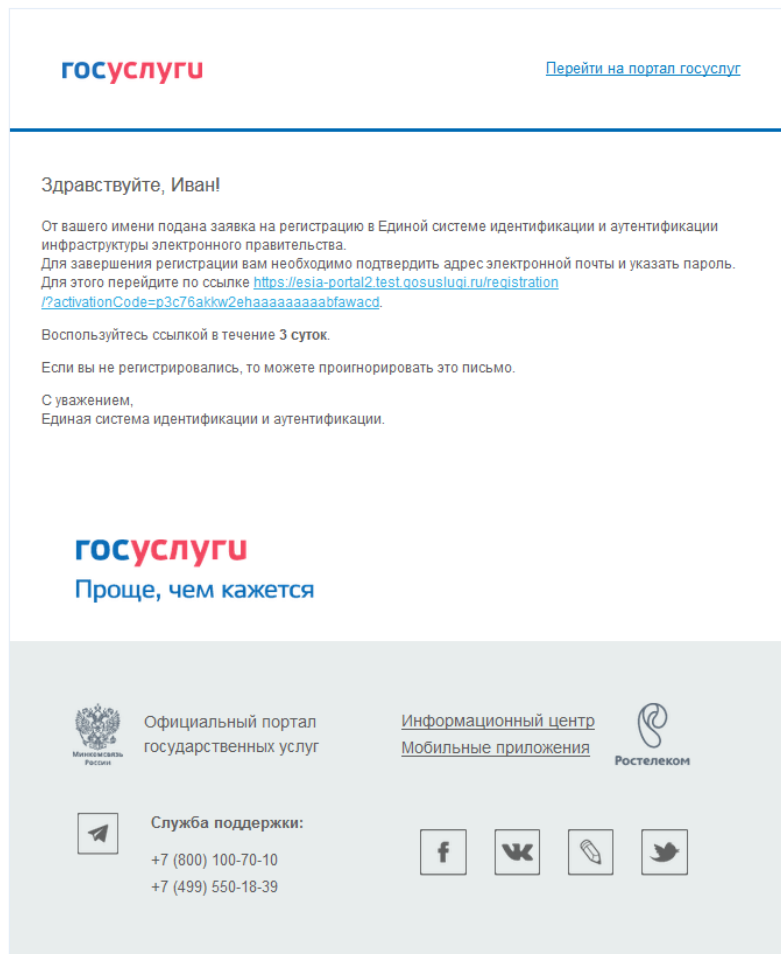 госуслуги
Перейти на портал госуслуг
Здравствуйте, Иван!
От вашего имени подана заявка на регистрацию в Единой системе идентификации и аутентификации
инфраструктуры электронного правительства.
Для завершения регистрации вам необходимо подтвердить адрес электронной почты и указать пароль.
Для этого перейдите по ссылке https://esia-portal2.test.gosuslugi.ru/registration
/?activationCode=p3c76akkw2ehaaaaaaaaabfawacd.
Воспользуйтесь ссылкой в течение 3 суток.
Если вы не регистрировались, то можете проигнорировать это письмо.
С уважением,
Единая система идентификации и аутентификации.
госуслуги
Проще, чем кажется
Минкомсвязь
России
Официальный портал
государственных услуг
Информационный центр
Мобильные приложения
Ростелеком
Служба поддержки:
+7 (800) 100-70-10
+7 (499) 550-18-39